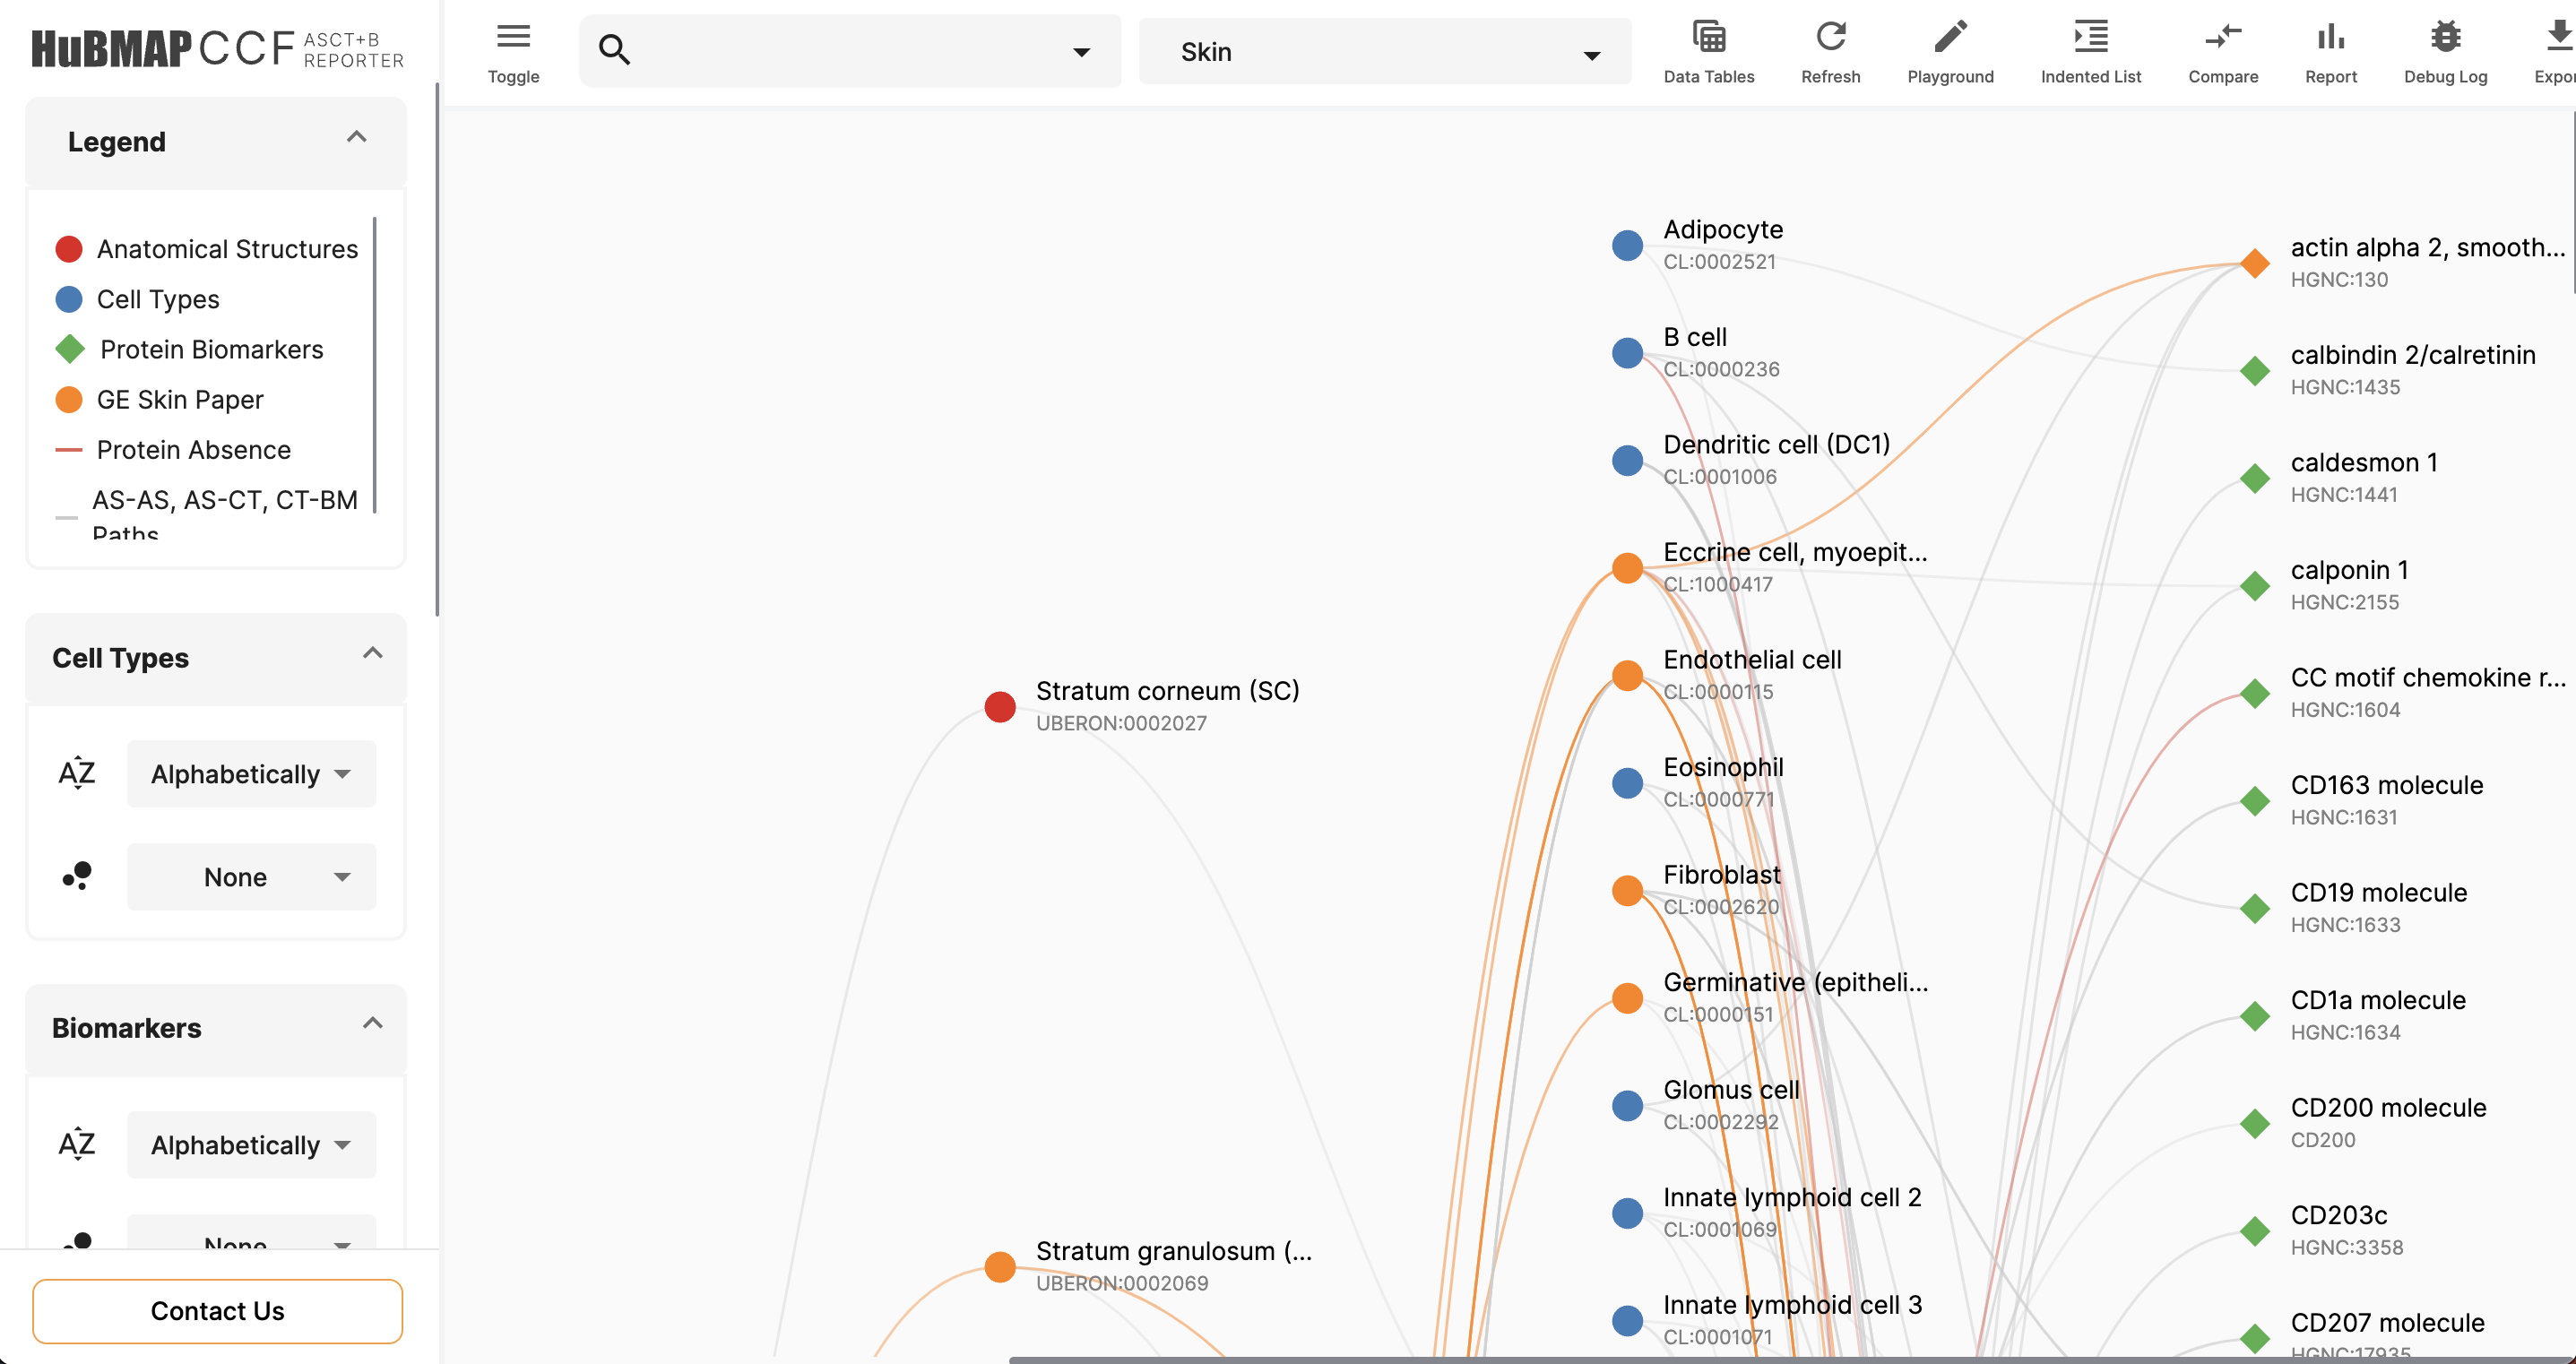 HuBMAP CCF ASCT+B
REPORTER
Toggle
Skin
Data Tables
Refresh
Playground
Indented List
Compare
Report
Debug Log
Expor
Legend
Anatomical Structures
Cell Types
Protein Biomarkers
GE Skin Paper
Protein Absence
AS-AS, AS-CT, CT-BM
Paths
Cell Types
AZ
Alphabetically
None
Biomarkers
AZ
Alphabetically
None
Contact Us
Stratum corneum (SC)
UBERON:0002027
Stratum granulosum (...
UBERON:0002069
Adipocyte
CL:0002521
B cell
CL:0000236
Dendritic cell (DC1)
CL:0001006
Eccrine cell, myoepit...
CL:1000417
Endothelial cell
CL:0000115
Eosinophil
CL:0000771
Fibroblast
CL:0002620
Germinative (epitheli...
CL:0000151
Glomus cell
CL:0002292
Innate lymphoid cell 2
CL:0001069
Innate lymphoid cell 3
CL:0001071
actin alpha 2, smooth...
HGNC:130
calbindin 2/calretinin
HGNC:1435
caldesmon 1
HGNC:1441
calponin 1
HGNC:2155
CC motif chemokine r...
HGNC:1604
CD163 molecule
HGNC:1631
CD19 molecule
HGNC:1633
CD1a molecule
HGNC:1634
CD200 molecule
CD200
CD203c
HGNC:3358
CD207 molecule
HGNC:17935